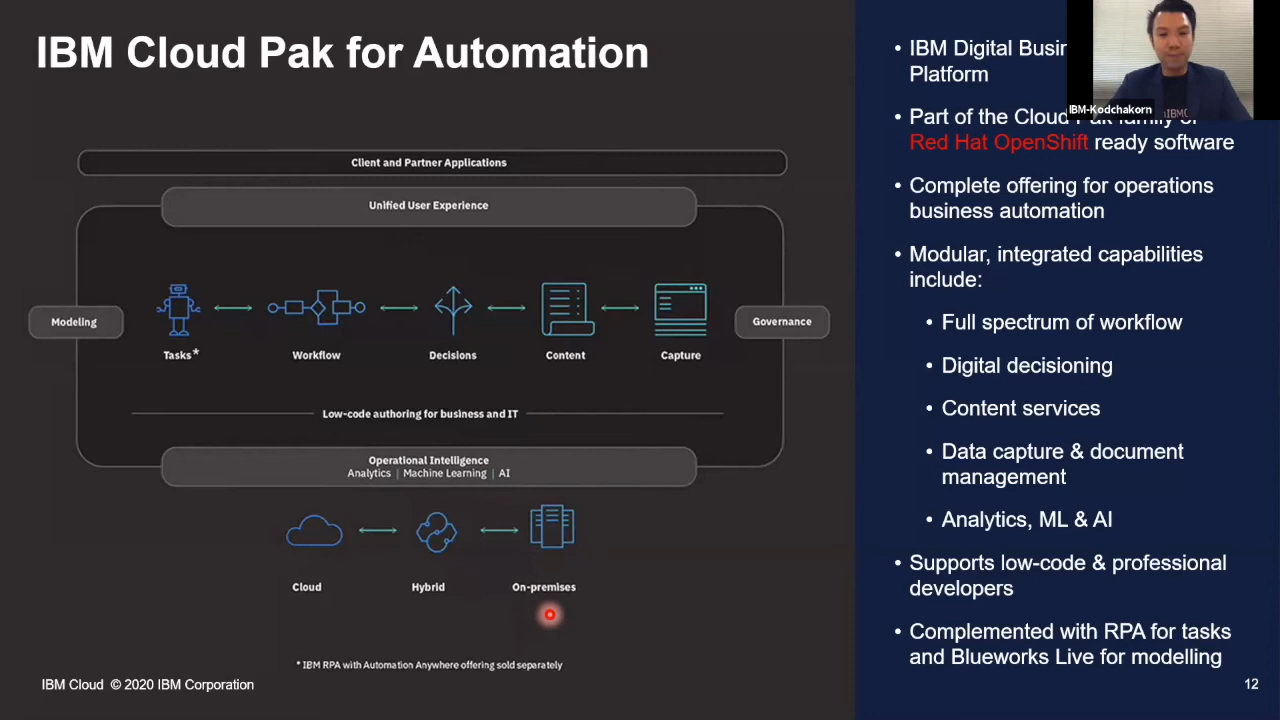 IBM Cloud Pak for Automation
Client and Partner Applications
Unified User Experience
Modeling
Governance
Tasks*
Workflow
Decisions
Content
Capture
Low-code authoring for business and IT
Operational Intelligence
Analytics | Machine Learning | AI
Cloud
Hybrid
On-premises
* IBM RPA with Automation Anywhere offering sold separately
IBM Cloud © 2020 IBM Corporation
• IBM Digital
Platform
• Part of the Cloud Pak family of
Red Hat OpenShift ready software
• Complete offering for operations
business automation
• Modular, integrated capabilities
include:
• Full spectrum of workflow
• Digital decisioning
• Content services
• Data capture & document
management
• Analytics, ML & AI
• Supports low-code & professional
developers
• Complemented with RPA for tasks
and Blueworks Live for modelling
12
IBM-Kodchakorn